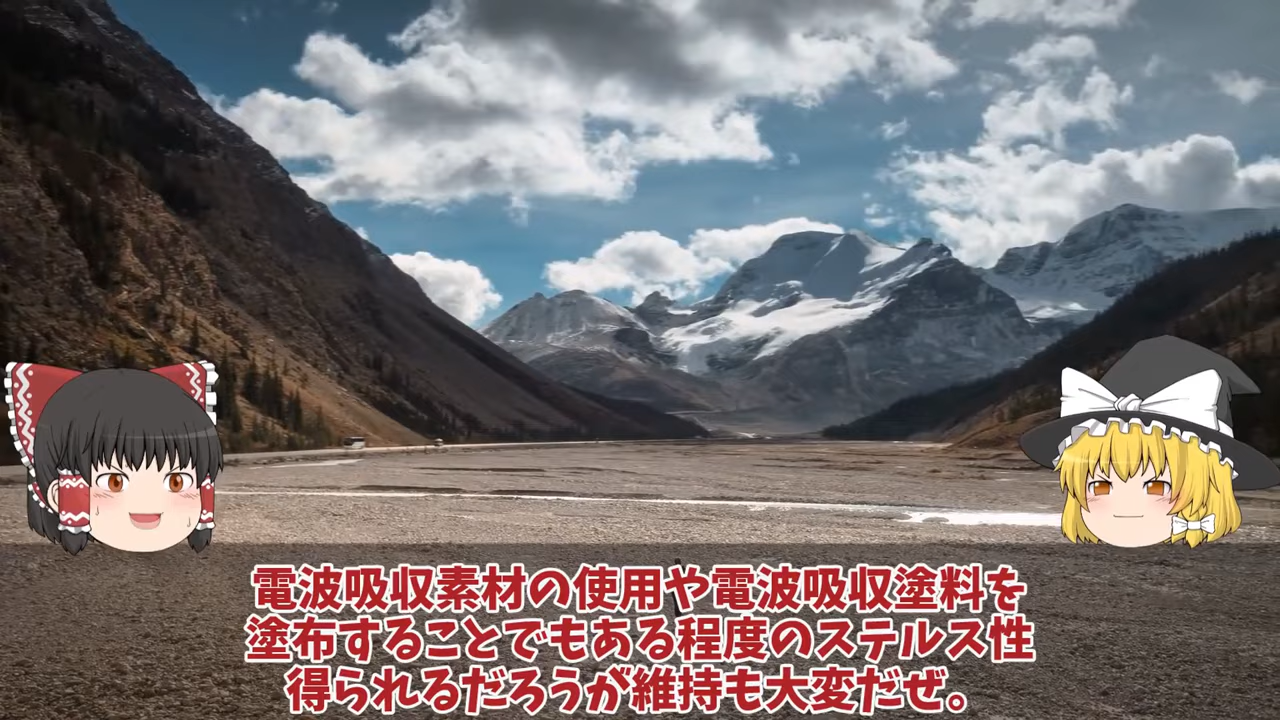 電波吸収素材の使用や電波吸収塗料を
塗布することでもある程度のステルス性
得られるだろうが維持も大変だぜ。